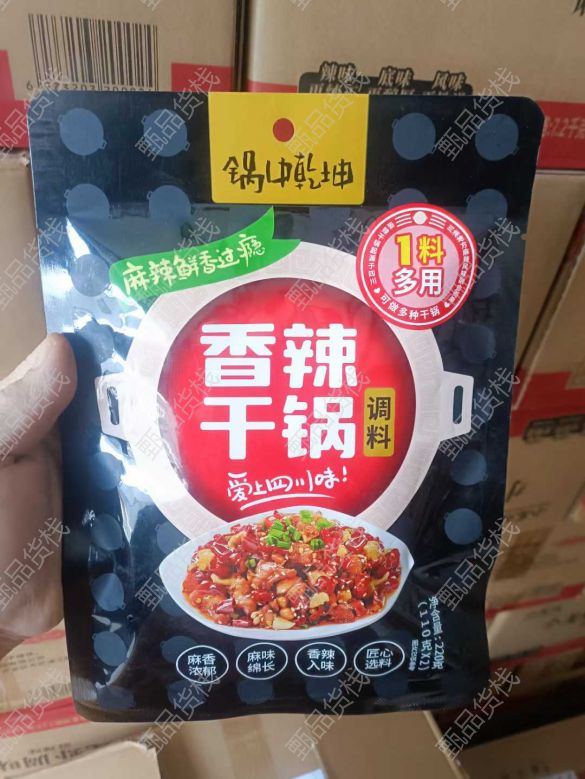 辣味 底味 风味
锅中乾坤
麻辣鲜香过瘾
1料
多用
可做多种干锅
香辣
干锅
调料
爱上四川味!
麻香
浓郁
麻味
绵长
香辣
入味
匠心
选料
净含量:220克
(110克X2)
甄品货栈